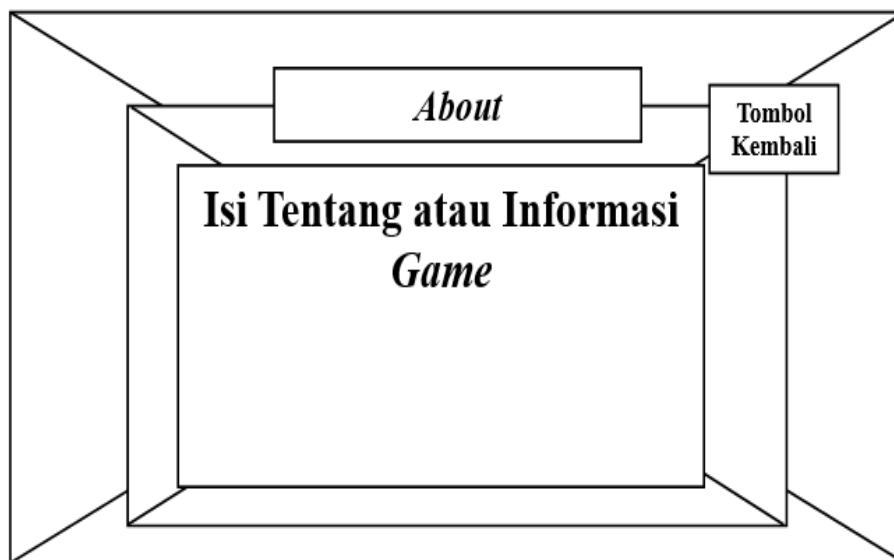 About
Tombol
Kembali
Isi Tentang atau Informasi
Game